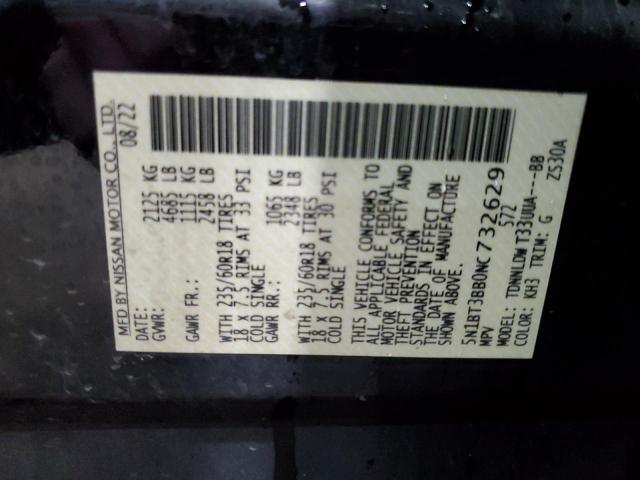 MFD BY NISSAN MOTOR CO., LTD.
DATE: 08/22
GVWR: 2125 KG
4685 LB
GAWR FR.: 1115 KG
2458 LB
WITH 235/60R18 TIRES
18 X 7.5 RIMS AT 33 PSI
COLD SINGLE
GAWR RR.: 1065 KG
2348 LB
WITH 235/60R18 TIRES
18 X 7.5 RIMS AT 30 PSI
COLD SINGLE
THIS VEHICLE CONFORMS TO
ALL APPLICABLE FEDERAL
MOTOR VEHICLE SAFETY AND
THEFT PREVENTION
STANDARDS IN EFFECT ON
THE DATE OF MANUFACTURE
SHOWN ABOVE.
5N1BT3BB0NC732629
MPV 572
MODEL: TDNNLDW T33UUA---BB
COLOR: KH3 TRIM: G ZS30A